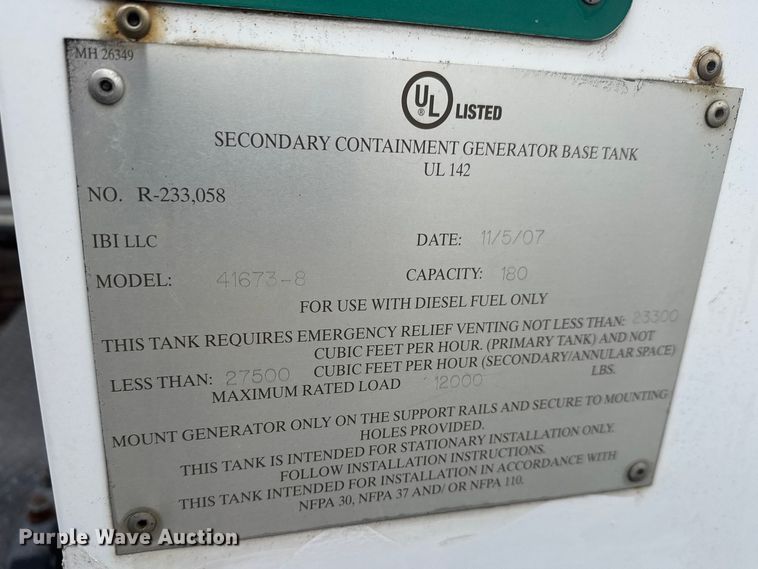 MH 26349
UL ® LISTED
SECONDARY CONTAINMENT GENERATOR BASE TANK
UL 142
NO. R-233,058
IBI LLC DATE: 11/5/07
MODEL: 41673-8 CAPACITY: 180
FOR USE WITH DIESEL FUEL ONLY
THIS TANK REQUIRES EMERGENCY RELIEF VENTING NOT LESS THAN: 23300
CUBIC FEET PER HOUR. (PRIMARY TANK) AND NOT
LESS THAN: 27500 CUBIC FEET PER HOUR (SECONDARY/ANNULAR SPACE)
MAXIMUM RATED LOAD 12000 LBS.
MOUNT GENERATOR ONLY ON THE SUPPORT RAILS AND SECURE TO MOUNTING
HOLES PROVIDED.
THIS TANK IS INTENDED FOR STATIONARY INSTALLATION ONLY.
FOLLOW INSTALLATION INSTRUCTIONS.
THIS TANK INTENDED FOR INSTALLATION IN ACCORDANCE WITH
NFPA 30, NFPA 37 AND/ OR NFPA 110.
Purple Wave Auction